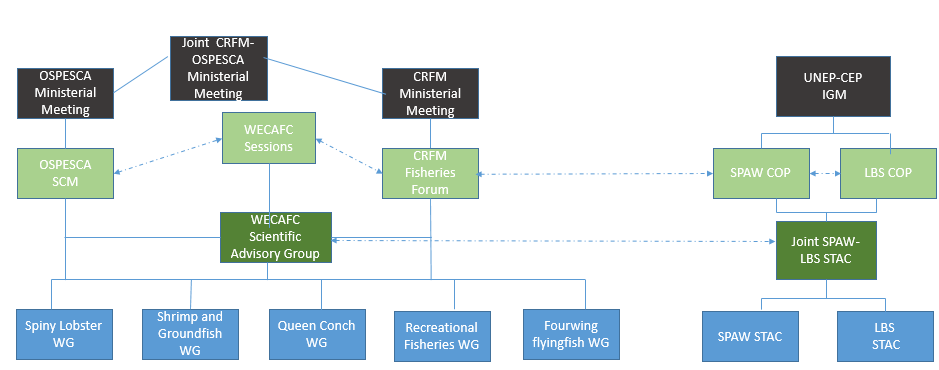 Joint CRFM-
OSPESCA
Ministerial
Meeting
OSPESCA
Ministerial
Meeting
CRFM
Ministerial
Meeting
UNEP-CEP
IGM
WECAFC
Sessions
OSPESCA
SCM
CRFM
Fisheries
Forum
SPAW COP
LBS COP
WECAFC
Scientific
Advisory Group
Joint SPAW-
LBS STAC
Spiny Lobster
WG
Shrimp and
Groundfish
WG
Queen Conch
WG
Recreational
Fisheries WG
Fourwing
flyingfish WG
SPAW STAC
LBS
STAC